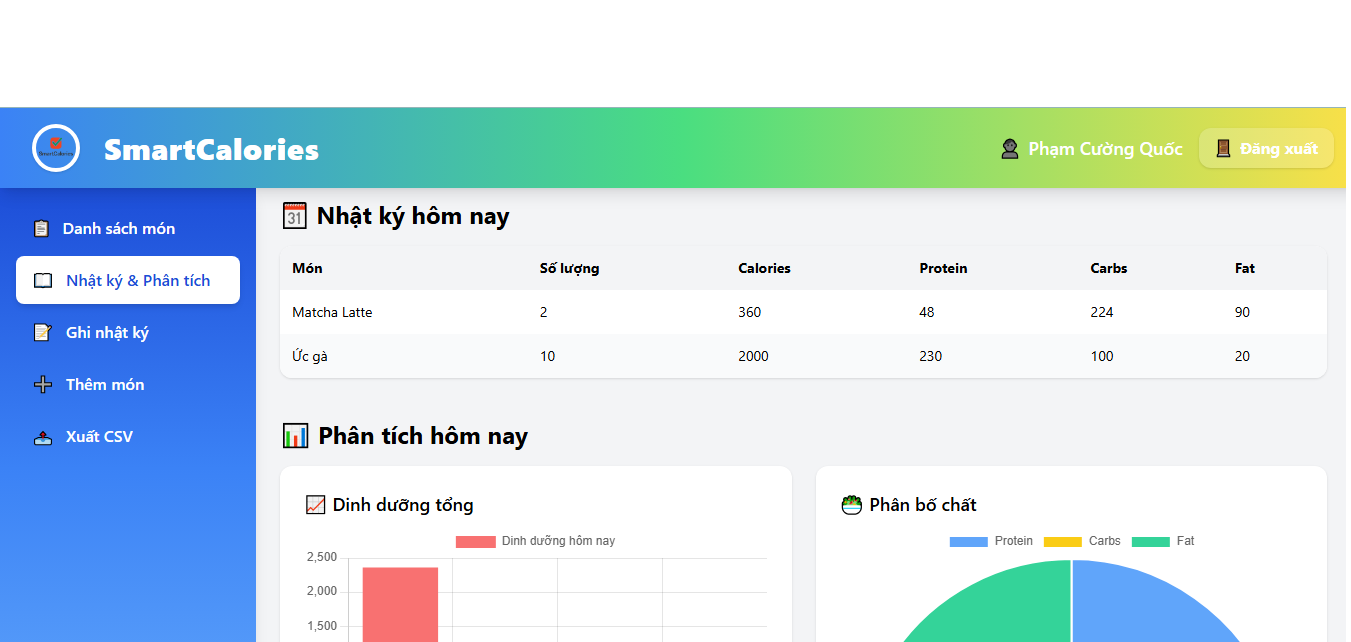 SmartCalories
Phạm Cường Quốc
Đăng xuất
Danh sách món
Nhật ký & Phân tích
Ghi nhật ký
Thêm món
Xuất CSV
31 Nhật ký hôm nay
Món Số lượng Calories Protein Carbs Fat
Matcha Latte 2 360 48 224 90
Ức gà 10 2000 230 100 20
Phân tích hôm nay
Dinh dưỡng tổng
Dinh dưỡng hôm nay
2,500
2,000
1,500
Phân bố chất
Protein Carbs Fat